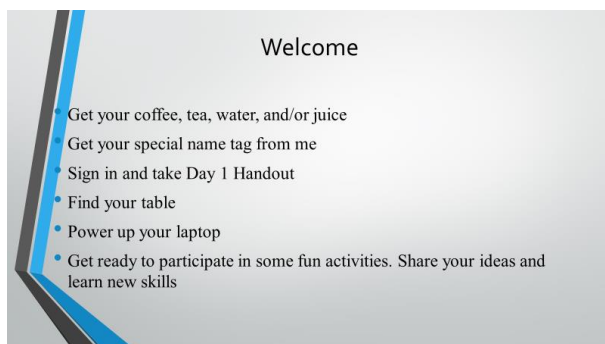 Welcome
• Get your coffee, tea, water, and/or juice
• Get your special name tag from me
• Sign in and take Day 1 Handout
• Find your table
• Power up your laptop
• Get ready to participate in some fun activities. Share your ideas and
learn new skills